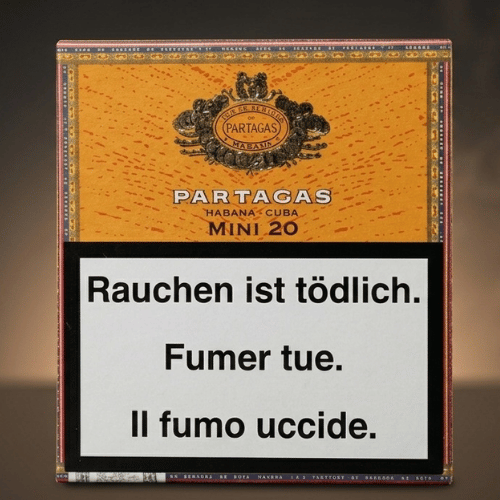 PARTAGAS
HABANA
PARTAGAS
HABANA - CUBA
MINI 20
Rauchen ist tödlich.
Fumer tue.
Il fumo uccide.